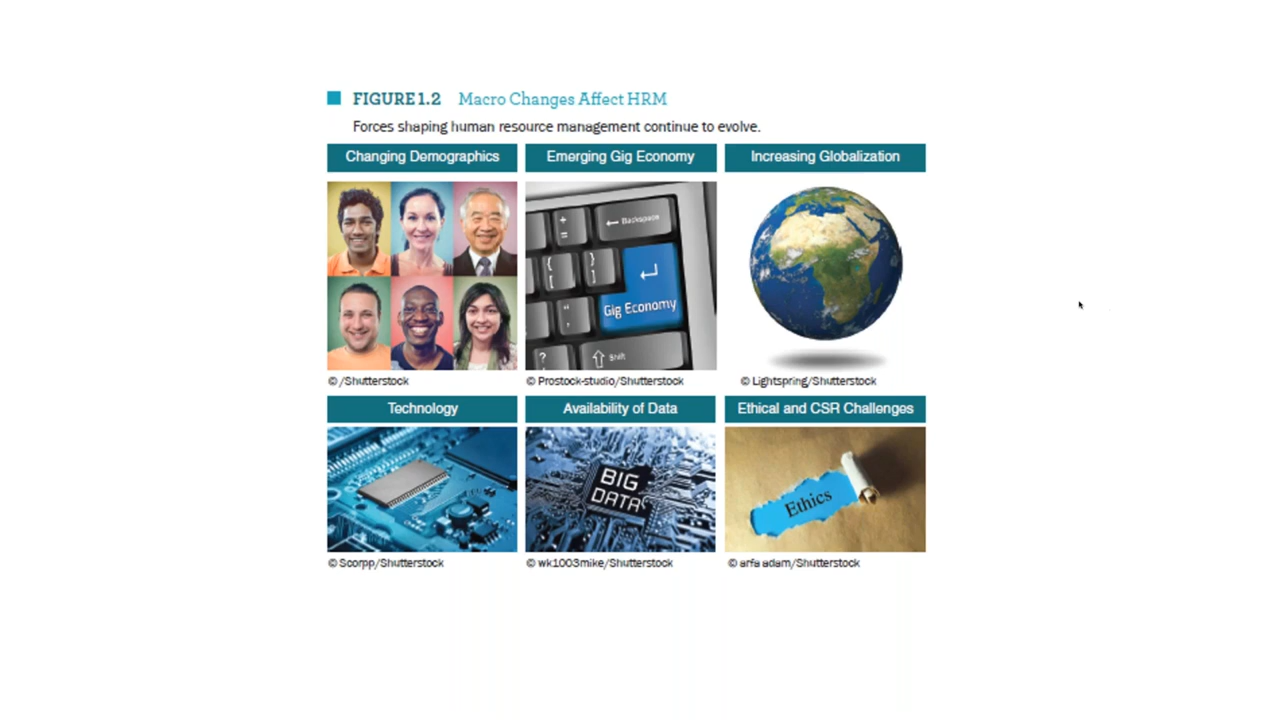 FIGURE 1.2 Macro Changes Affect HRM
Forces shaping human resource management continue to evolve.
Changing Demographics
Emerging Gig Economy
Increasing Globalization
+
=
← Backspace
{
[
}
]
Gig Economy
"
'
?
Shift
© /Shutterstock
© Prostock-studio/Shutterstock
© Lightspring/Shutterstock
Technology
Availability of Data
Ethical and CSR Challenges
BIG
DATA
Ethics
© Scorpp/Shutterstock
© wk1003mike/Shutterstock
© arfa adam/Shutterstock